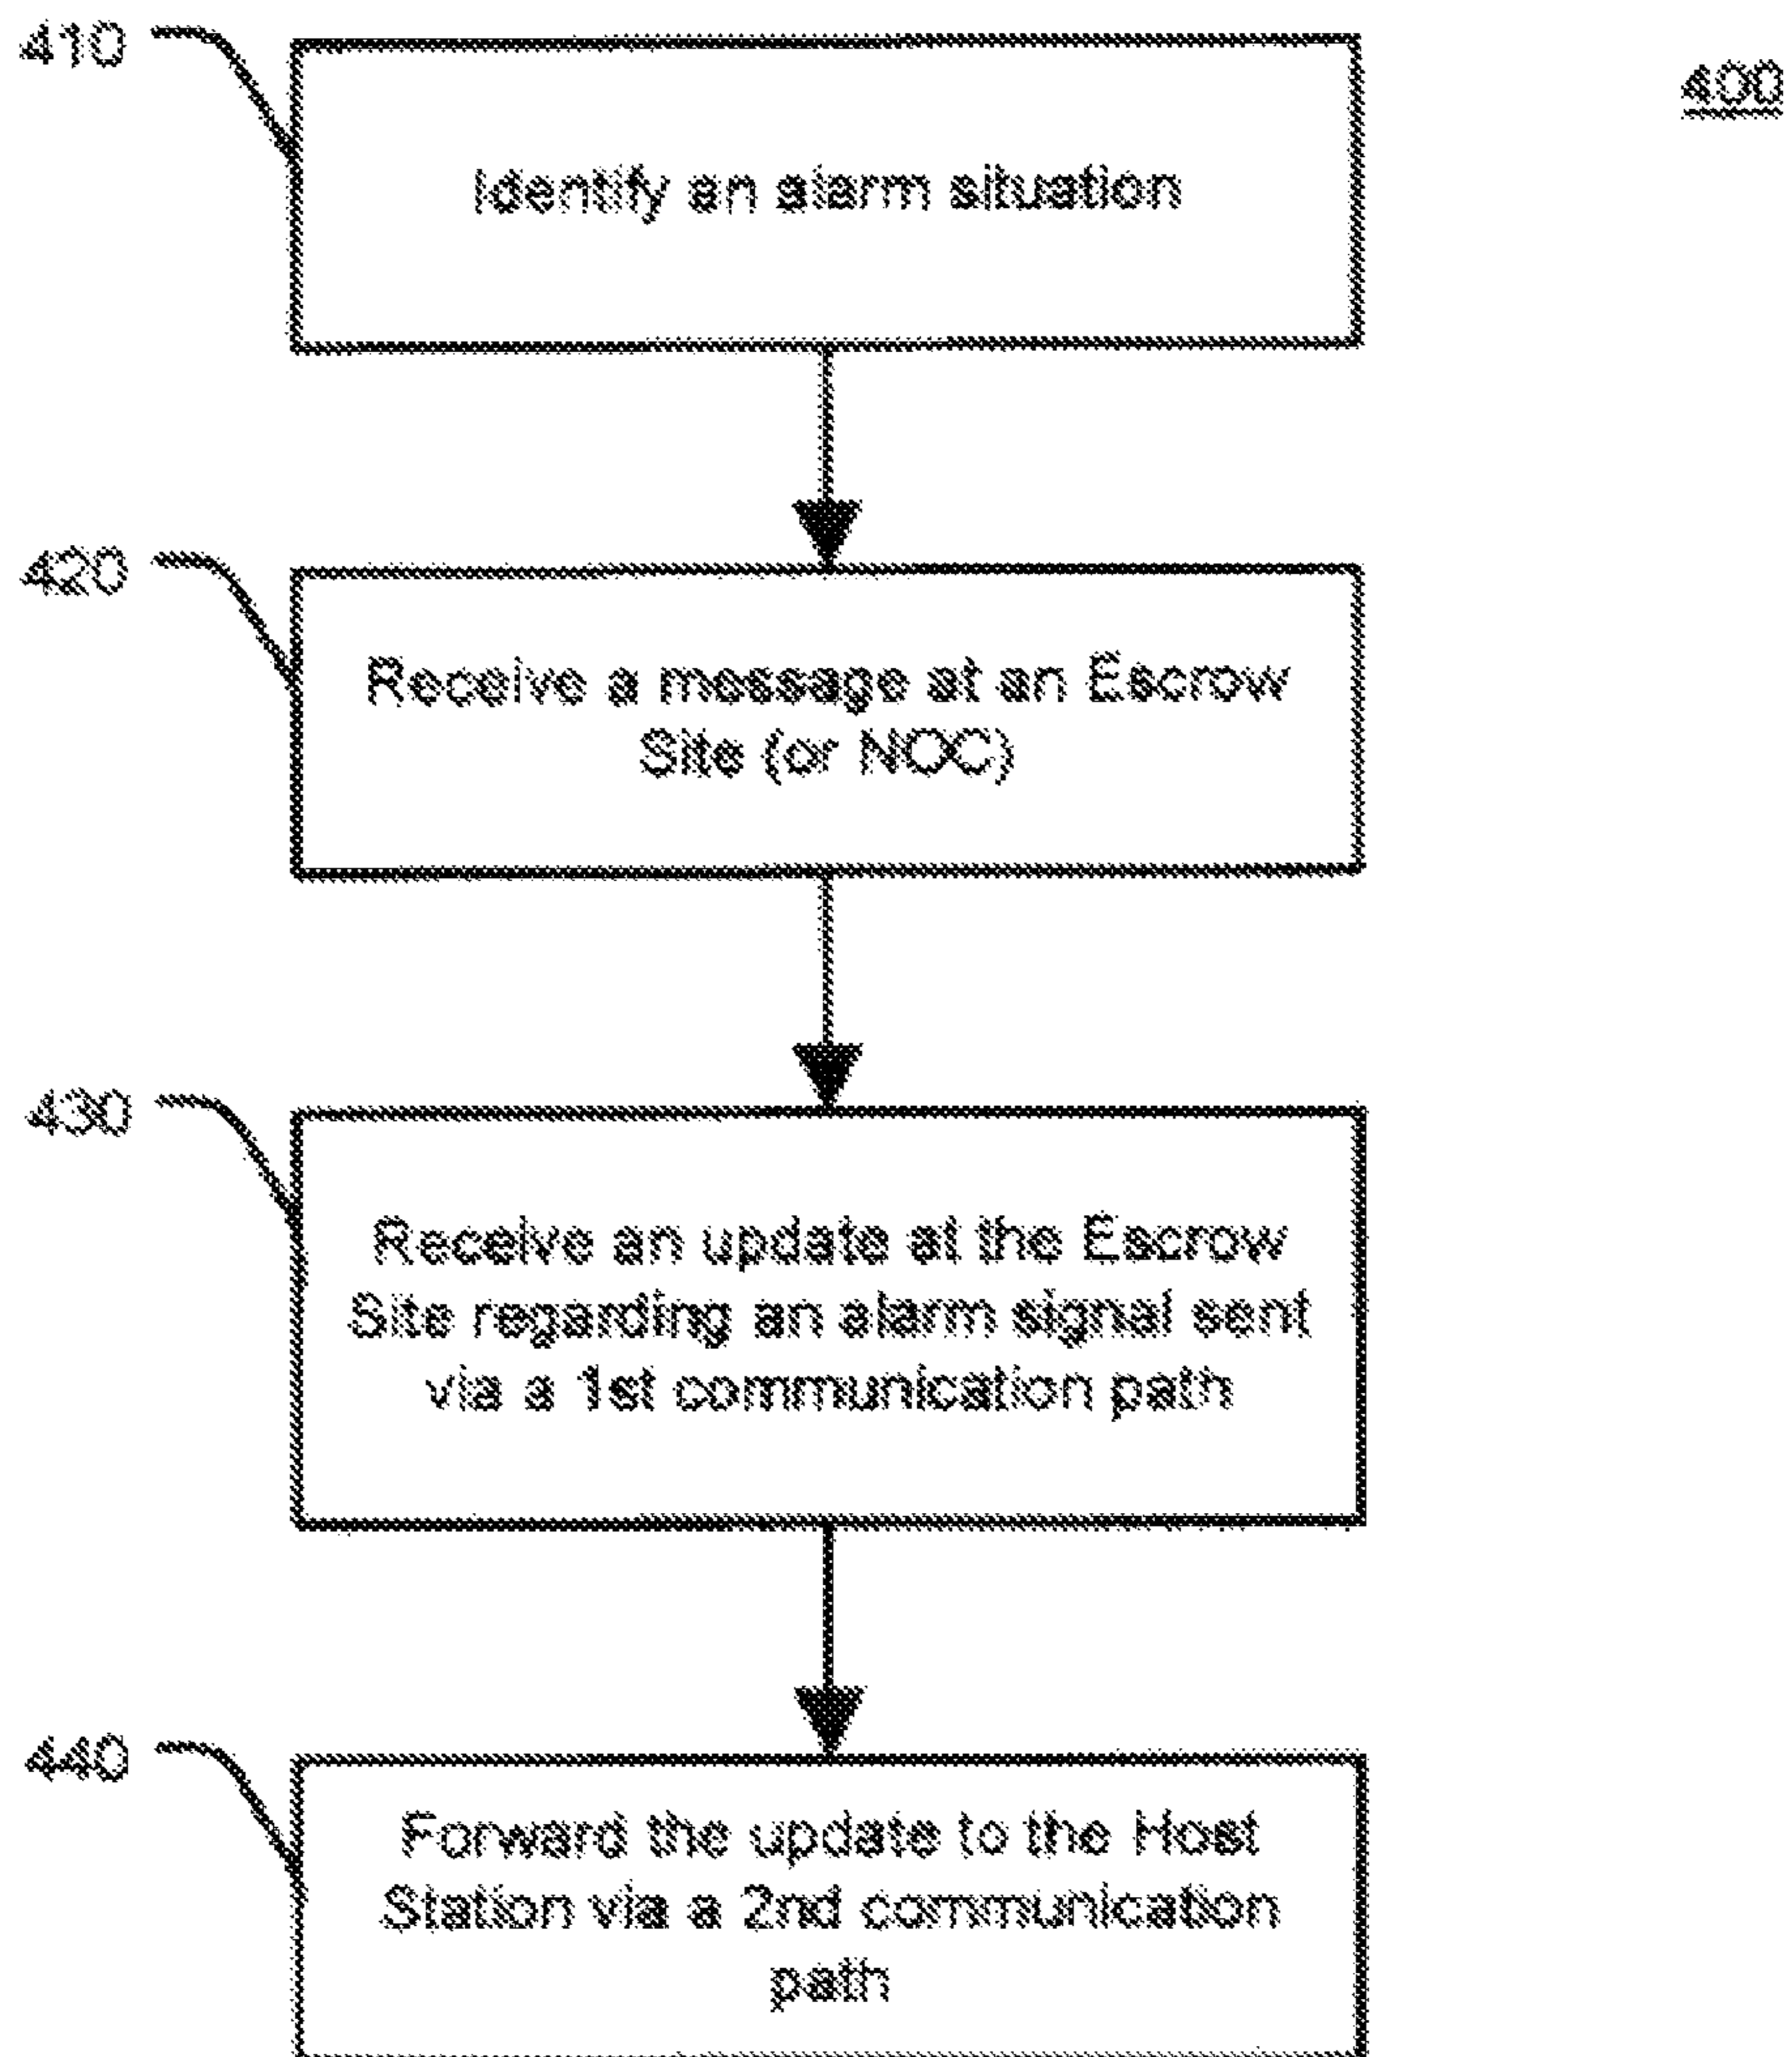 410
400
Identify an alarm situation
420
Receive a message at an Escrow
Site (or NOC)
430
Receive an update at the Escrow
Site regarding an alarm signal sent
via a 1st communication path
440
Forward the update to the Host
Station via a 2nd communication
path